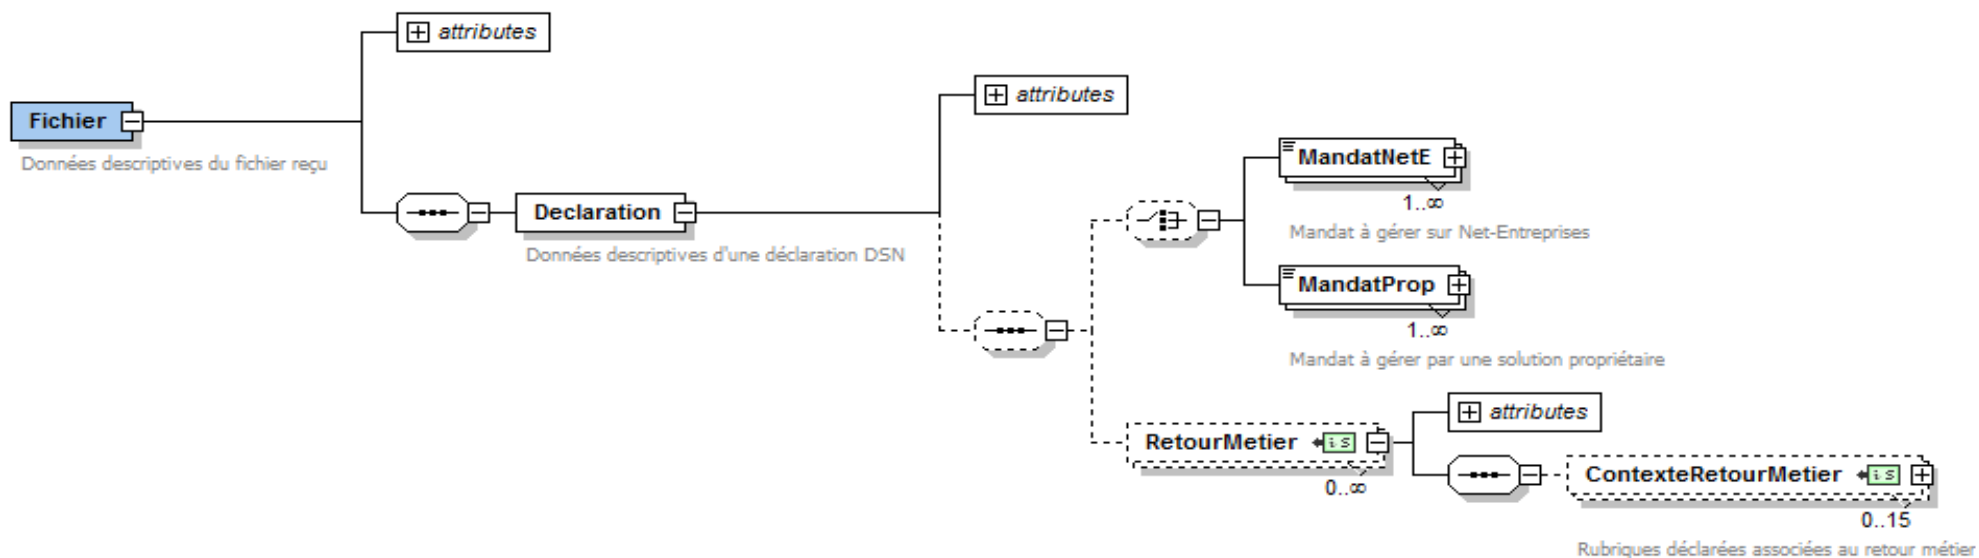 attributes
Fichier
Données descriptives du fichier reçu
Declaration
Données descriptives d'une déclaration DSN
attributes
MandatNetE
1..∞
Mandat à gérer sur Net-Entreprises
MandatProp
1..∞
Mandat à gérer par une solution propriétaire
attributes
RetourMetier
is
0..∞
ContexteRetourMetier
is
0..15
Rubriques déclarées associées au retour métier